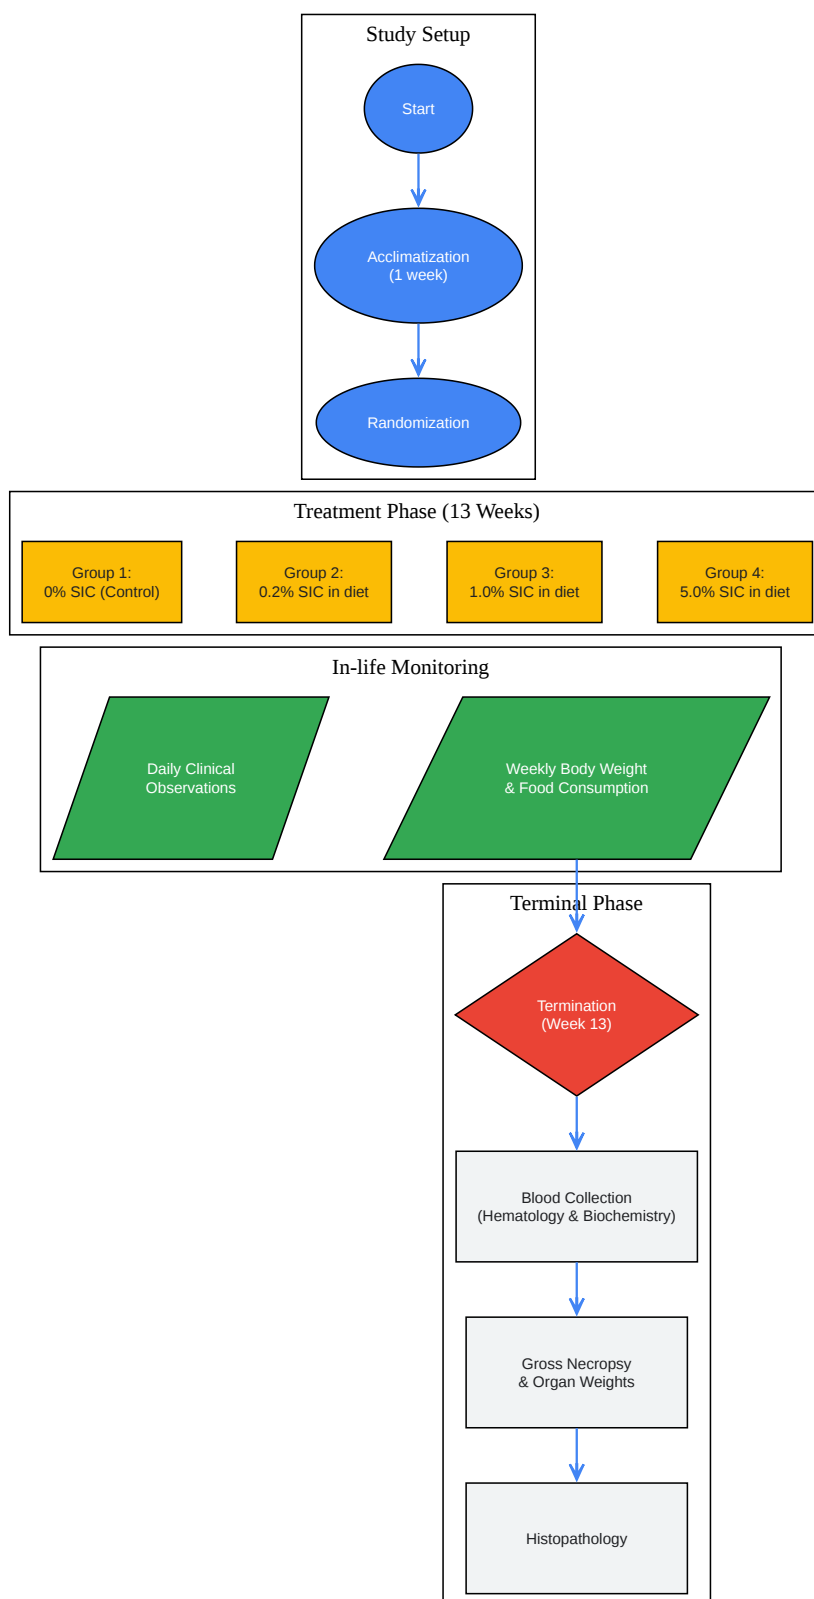 Study Setup
Start
Acclimatization
(1 week)
Randomization
Treatment Phase (13 Weeks)
Group 1:
0% SIC (Control)
Group 2:
0.2% SIC in diet
Group 3:
1.0% SIC in diet
Group 4:
5.0% SIC in diet
In-life Monitoring
Daily Clinical
Observations
Weekly Body Weight
& Food Consumption
Terminal Phase
Termination
(Week 13)
Blood Collection
(Hematology & Biochemistry)
Gross Necropsy
& Organ Weights
Histopathology